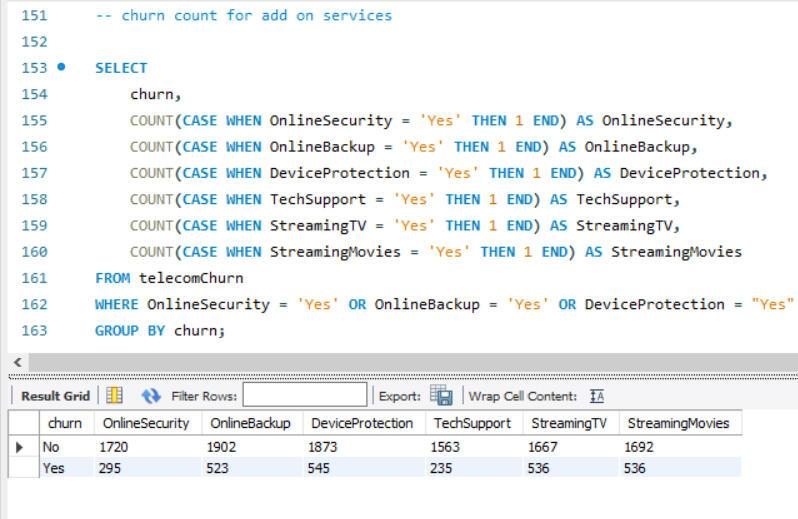 151 -- churn count for add on services
152
153 SELECT
154 churn,
155 COUNT(CASE WHEN OnlineSecurity = 'Yes' THEN 1 END) AS OnlineSecurity,
156 COUNT(CASE WHEN OnlineBackup = 'Yes' THEN 1 END) AS OnlineBackup,
157 COUNT(CASE WHEN DeviceProtection = 'Yes' THEN 1 END) AS DeviceProtection,
158 COUNT(CASE WHEN TechSupport = 'Yes' THEN 1 END) AS TechSupport,
159 COUNT(CASE WHEN StreamingTV = 'Yes' THEN 1 END) AS StreamingTV,
160 COUNT(CASE WHEN StreamingMovies = 'Yes' THEN 1 END) AS StreamingMovies
161 FROM telecomChurn
162 WHERE OnlineSecurity = 'Yes' OR OnlineBackup = 'Yes' OR DeviceProtection = "Yes"
163 GROUP BY churn;
Result Grid Filter Rows: Export: Wrap Cell Content:
churn OnlineSecurity OnlineBackup DeviceProtection TechSupport StreamingTV StreamingMovies
No 1720 1902 1873 1563 1667 1692
Yes 295 523 545 235 536 536